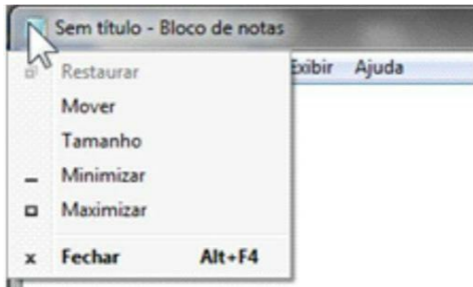 Sem título - Bloco de notas
Exibir Ajuda
Restaurar
Mover
Tamanho
Minimizar
Maximizar
Fechar Alt+F4